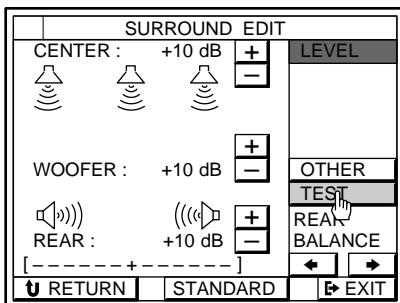 SURROUND EDIT
CENTER : +10 dB + LEVEL
−
+
WOOFER : +10 dB − OTHER
TEST
+ REAR
REAR : +10 dB − BALANCE
[ - - - - - - + - - - - - - ]
RETURN STANDARD EXIT